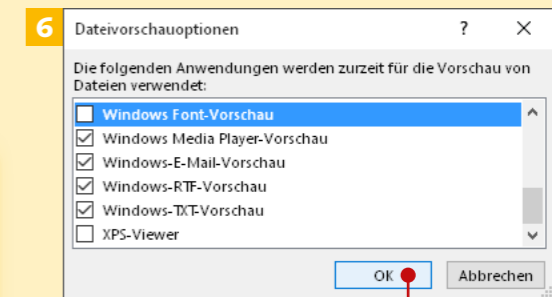 6
Dateivorschauoptionen
Die folgenden Anwendungen werden zurzeit für die Vorschau von
Dateien verwendet:
Windows Font-Vorschau
Windows Media Player-Vorschau
Windows-E-Mail-Vorschau
Windows-RTF-Vorschau
Windows-TXT-Vorschau
XPS-Viewer
OK Abbrechen